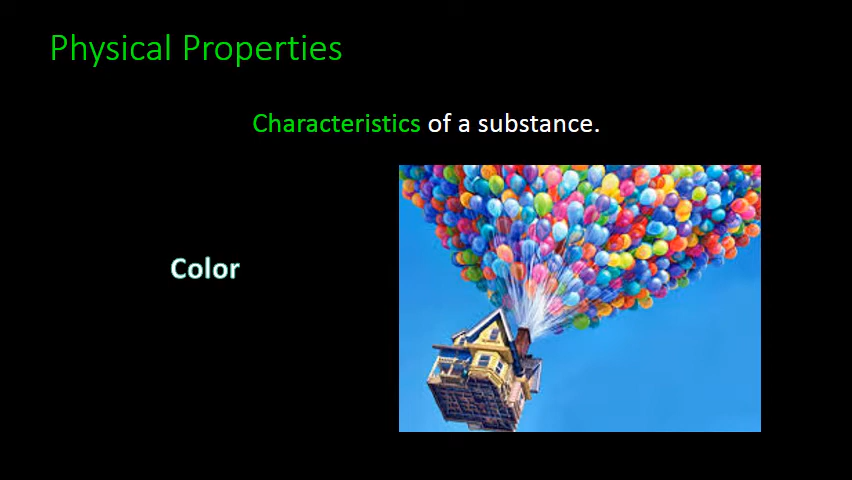 Physical Properties
Characteristics of a substance.
Color